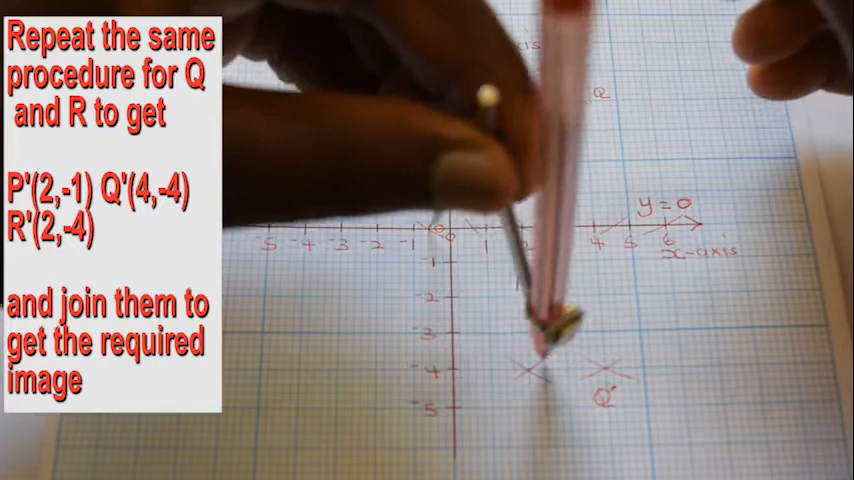 Repeat the same
procedure for Q
and R to get
P'(2,-1) Q'(4,-4)
R'(2,-4)
and join them to
get the required
image
Q
y = 0
-5 -4 -3 -2 -1 0 1 2 4 5 6
x-axis
-1
-2
-3
-4
-5
Q'